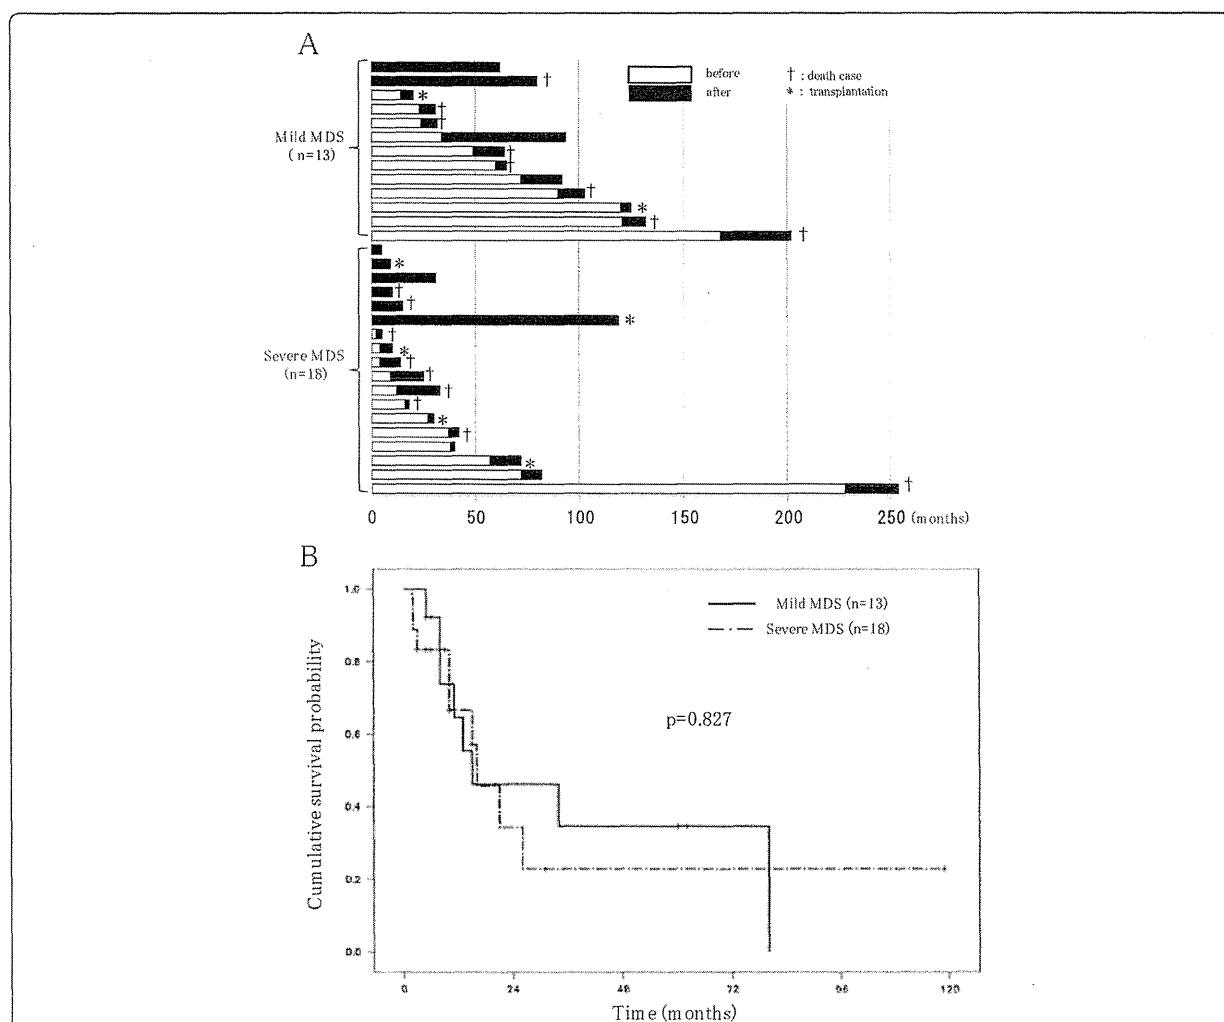 A
before
after
† : death case
* : transplantation
†
*
†
†
Mild MDS
(n=13)
†
†
†
*
†
†
*
†
†
*
†
*
†
†
†
†
*
†
*
†
Severe MDS
(n=18)
0 50 100 150 200 250 (months)
B
Cumulative survival probability
1.0
0.8
0.6
0.4
0.2
0.0
Mild MDS (n=13)
Severe MDS (n=18)
p=0.827
0 24 48 72 96 120
Time (months)